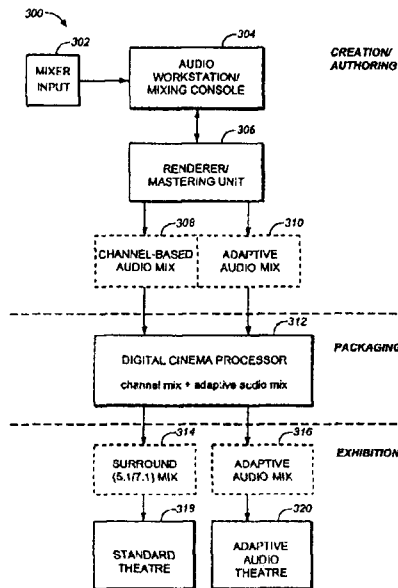 300
302
MIXER
INPUT
304
AUDIO
WORKSTATION/
MIXING CONSOLE
CREATION/
AUTHORING
306
RENDERER/
MASTERING UNIT
308
CHANNEL-BASED
AUDIO MIX
310
ADAPTIVE
AUDIO MIX
312
DIGITAL CINEMA PROCESSOR
channel mix + adaptive audio mix
PACKAGING
314
SURROUND
(5.1/7.1) MIX
316
ADAPTIVE
AUDIO MIX
EXHIBITION
318
STANDARD
THEATRE
320
ADAPTIVE
AUDIO
THEATRE